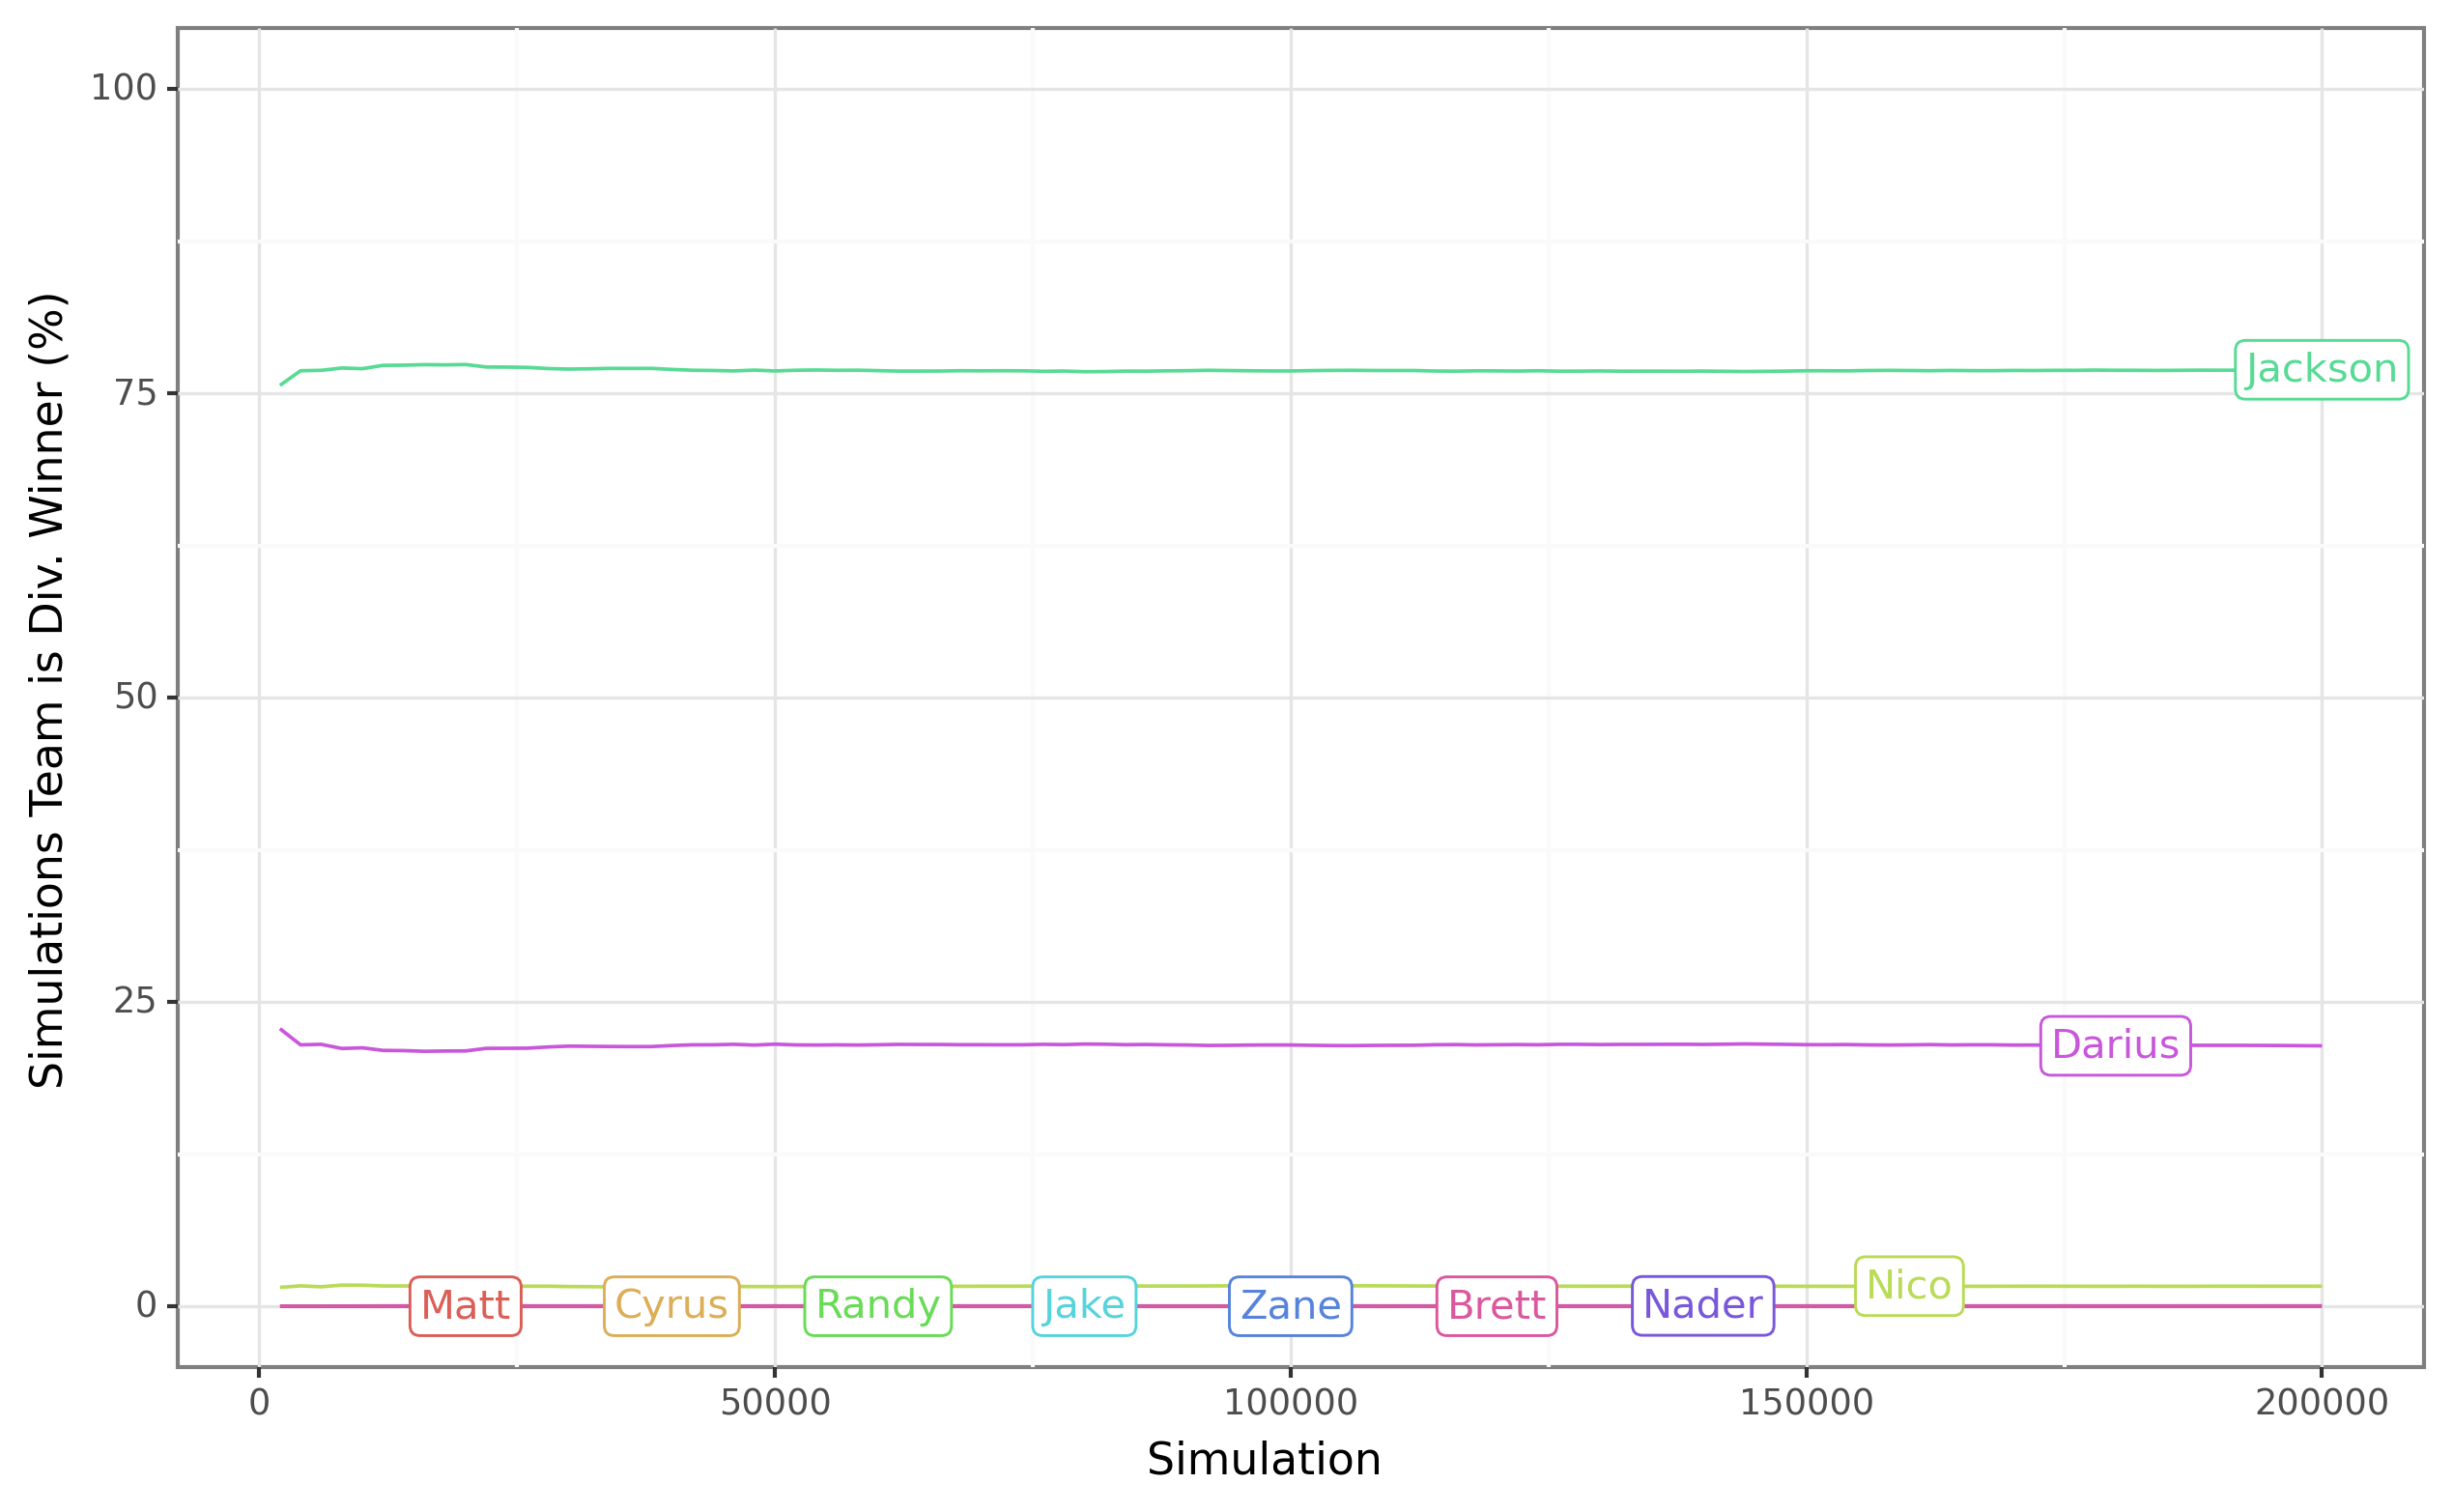 Simulations Team is Div. Winner (%)
100
75
50
25
0
Jackson
Darius
Matt
Cyrus
Randy
Jake
Zane
Brett
Nader
Nico
0
50000
100000
150000
200000
Simulation